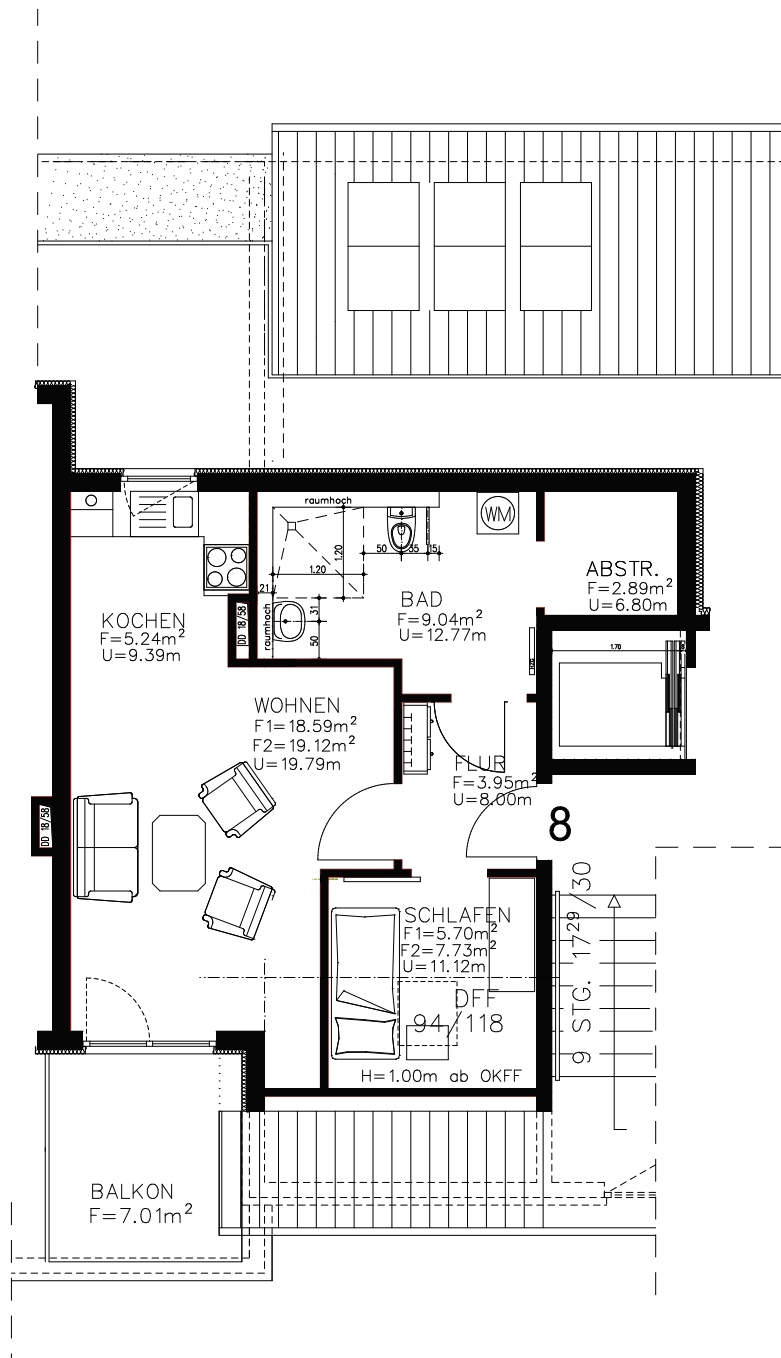 raumhoch
50 35 15
1.20
1.20
21
31
50
raumhoch
WM
ABSTR.
F=2.89m²
U=6.80m
BAD
F=9.04m²
U=12.77m
KOCHEN
F=5.24m²
U=9.39m
DD 18/58
1.70
WOHNEN
F1=18.59m²
F2=19.12m²
U=19.79m
FLUR
F=3.95m²
U=8.00m
8
DD 18/58
SCHLAFEN
F1=5.70m²
F2=7.73m²
U=11.12m
DFF
94/118
H=1.00m ab OKFF
9 STG. 17²⁹/30
BALKON
F=7.01m²